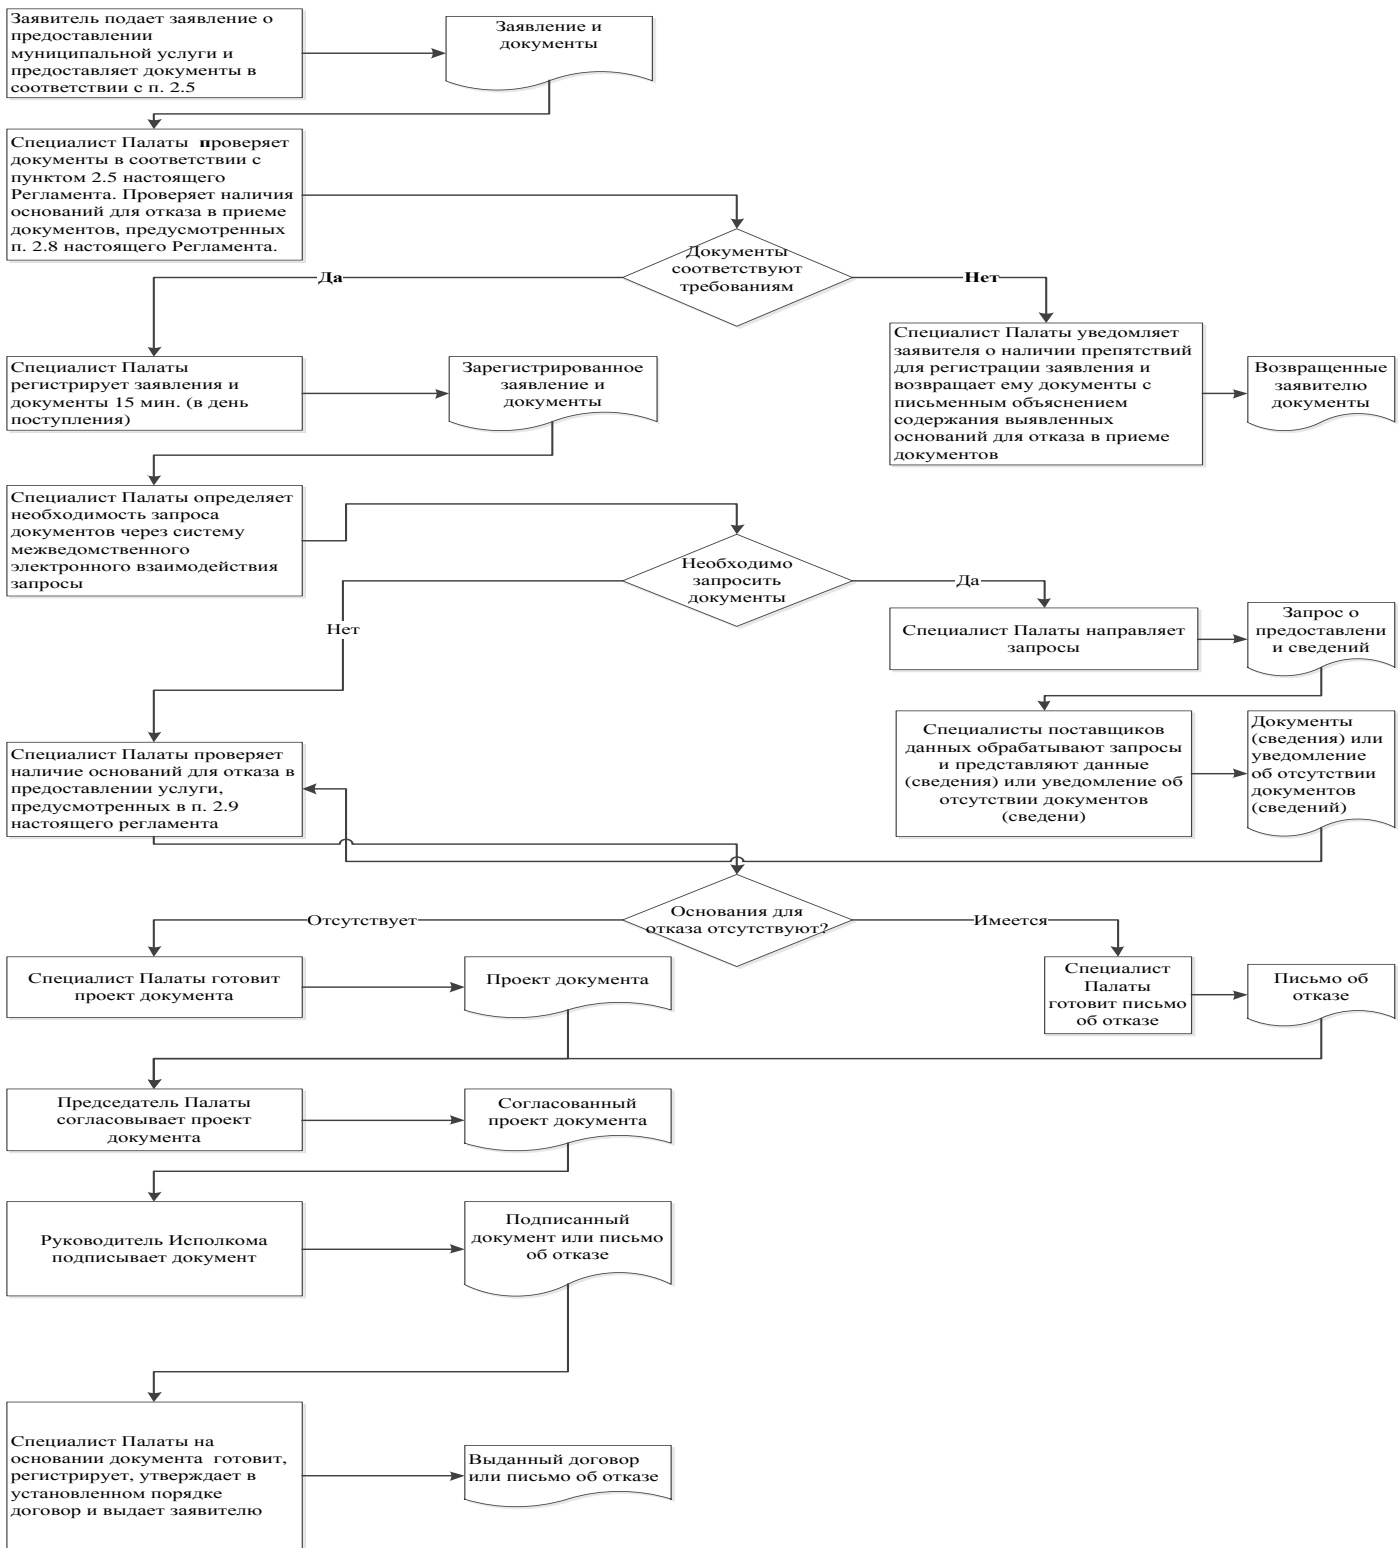 Заявитель подает заявление о
предоставлении
муниципальной услуги и
предоставляет документы в
соответствии с п. 2.5
Заявление и
документы
Специалист Палаты проверяет
документы в соответствии с
пунктом 2.5 настоящего
Регламента. Проверяет наличия
оснований для отказа в приеме
документов, предусмотренных
п. 2.8 настоящего Регламента.
Документы
соответствуют
требованиям
Да
Нет
Специалист Палаты
регистрирует заявления и
документы 15 мин. (в день
поступления)
Зарегистрированное
заявление и
документы
Специалист Палаты уведомляет
заявителя о наличии препятствий
для регистрации заявления и
возвращает ему документы с
письменным объяснением
содержания выявленных
оснований для отказа в приеме
документов
Возвращенные
заявителю
документы
Специалист Палаты определяет
необходимость запроса
документов через систему
межведомственного
электронного взаимодействия
запросы
Необходимо
запросить
документы
Да
Нет
Специалист Палаты направляет
запросы
Запрос о
предоставлени
и сведений
Специалист Палаты проверяет
наличие оснований для отказа в
предоставлении услуги,
предусмотренных в п. 2.9
настоящего регламента
Специалисты поставщиков
данных обрабатывают запросы
и представляют данные
(сведения) или уведомление об
отсутствии документов
(сведени)
Документы
(сведения) или
уведомление
об отсутствии
документов
(сведений)
Основания для
отказа отсутствуют?
Отсутствует
Имеется
Специалист Палаты готовит
проект документа
Проект документа
Специалист
Палаты
готовит письмо
об отказе
Письмо об
отказе
Председатель Палаты
согласовывает проект
документа
Согласованный
проект документа
Руководитель Исполкома
подписывает документ
Подписанный
документ или письмо
об отказе
Специалист Палаты на
основании документа готовит,
регистрирует, утверждает в
установленном порядке
договор и выдает заявителю
Выданный договор
или письмо об отказе